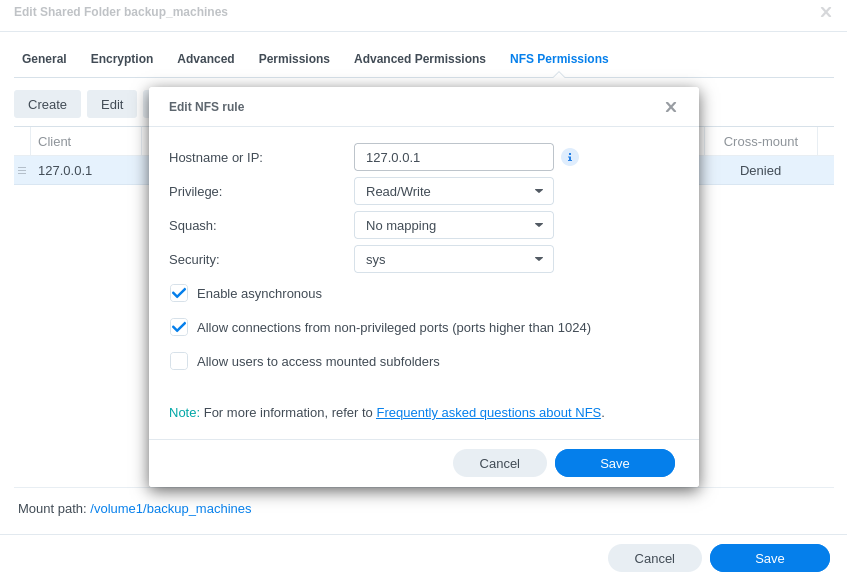 Edit Shared Folder backup_machines
General Encryption Advanced Permissions Advanced Permissions NFS Permissions
Create Edit
Edit NFS rule
Client Cross-mount
127.0.0.1 Denied
Hostname or IP: 127.0.0.1
Privilege: Read/Write
Squash: No mapping
Security: sys
Enable asynchronous
Allow connections from non-privileged ports (ports higher than 1024)
Allow users to access mounted subfolders
Note: For more information, refer to Frequently asked questions about NFS.
Cancel Save
Mount path: /volume1/backup_machines
Cancel Save